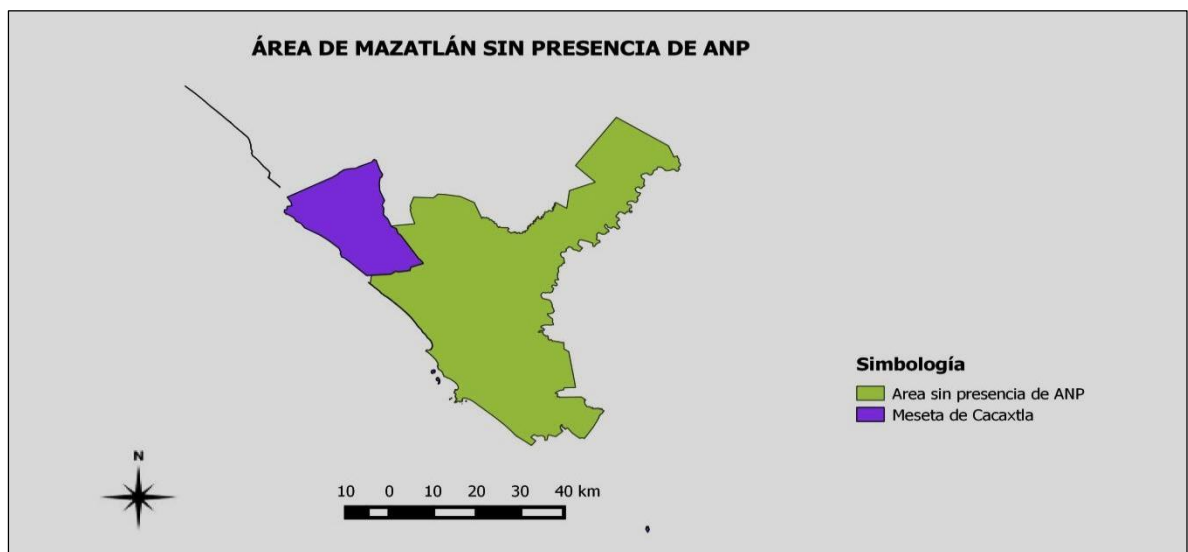 ÁREA DE MAZATLÁN SIN PRESENCIA DE ANP
Simbología
Area sin presencia de ANP
Meseta de Cacaxtla
N
10 0 10 20 30 40 km